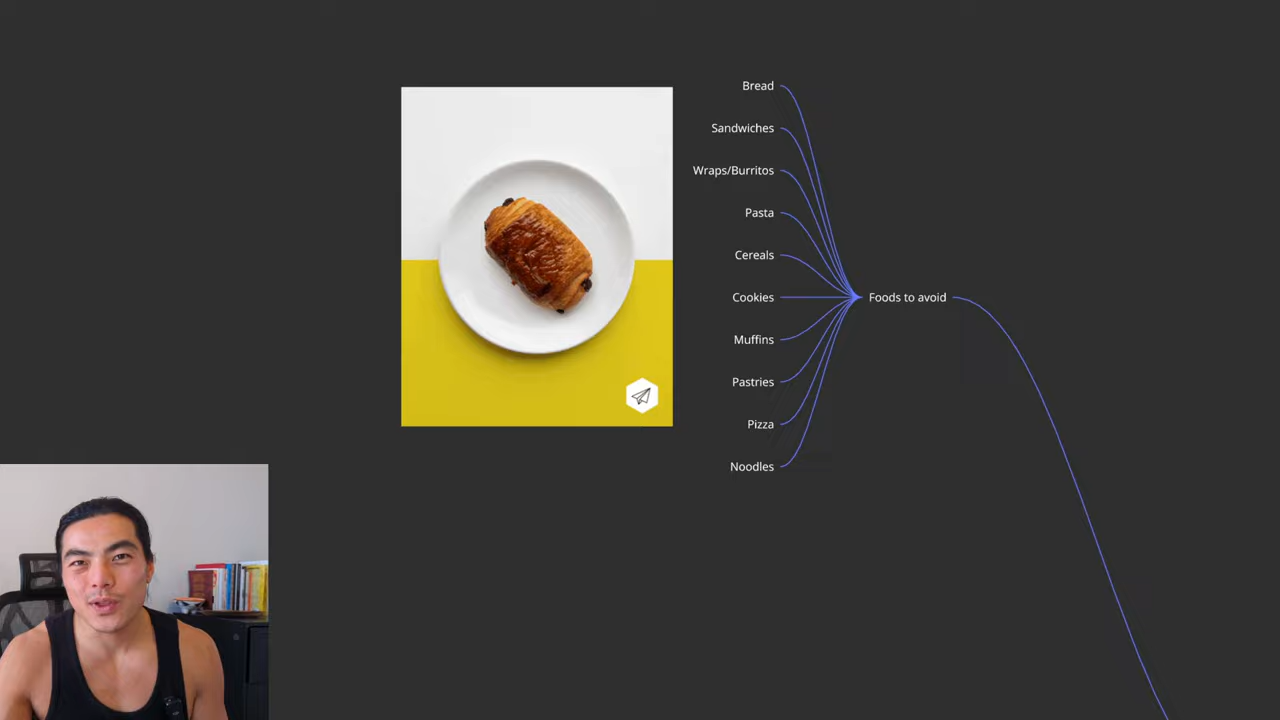 Bread
Sandwiches
Wraps/Burritos
Pasta
Cereals
Cookies
Foods to avoid
Muffins
Pastries
Pizza
Noodles